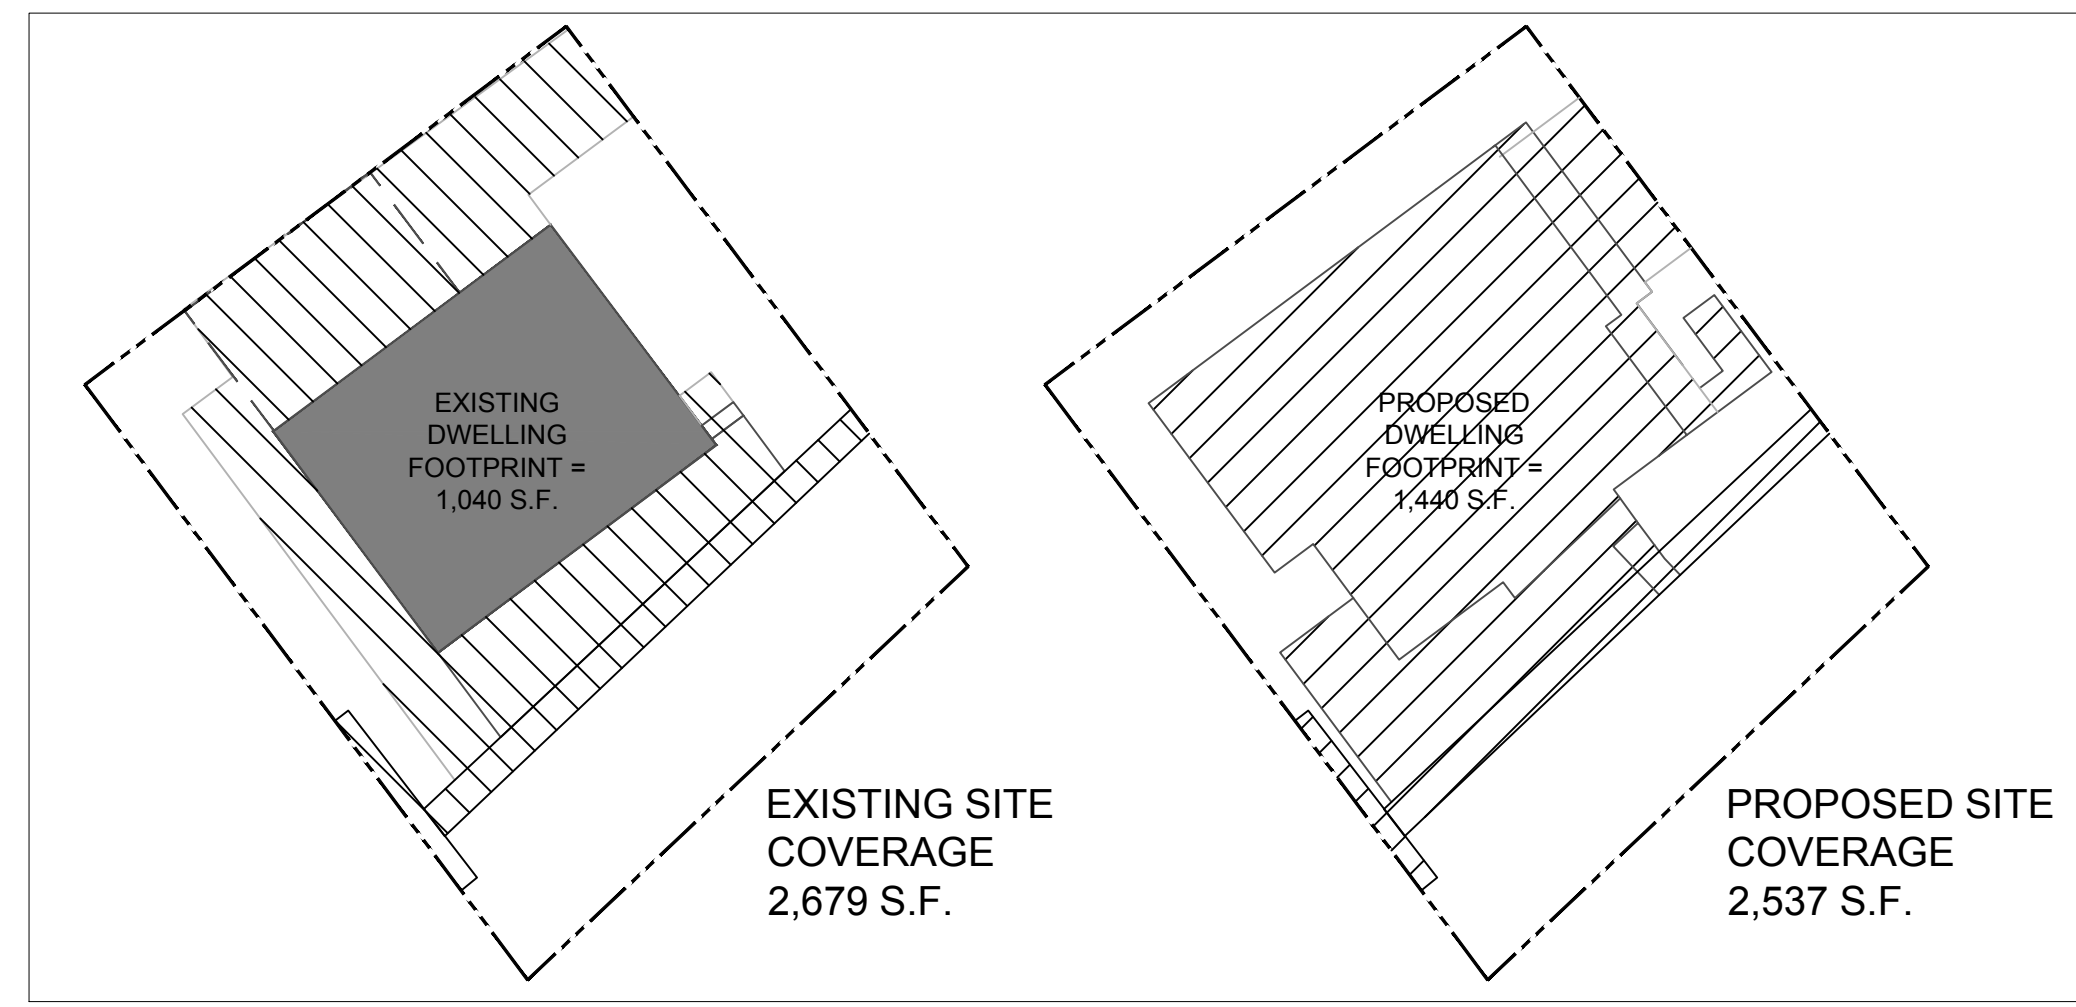 EXISTING
DWELLING
FOOTPRINT =
1,040 S.F.
EXISTING SITE
COVERAGE
2,679 S.F.
PROPOSED
DWELLING
FOOTPRINT =
1,440 S.F.
PROPOSED SITE
COVERAGE
2,537 S.F.